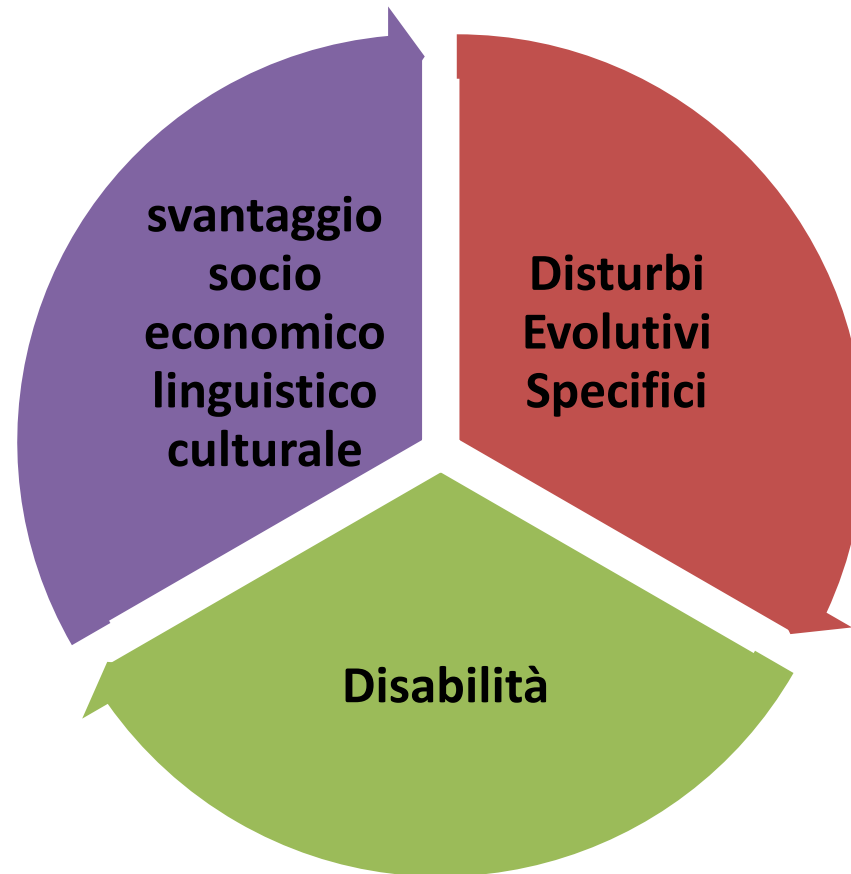 svantaggio
socio
economico
linguistico
culturale
Disturbi
Evolutivi
Specifici
Disabilità